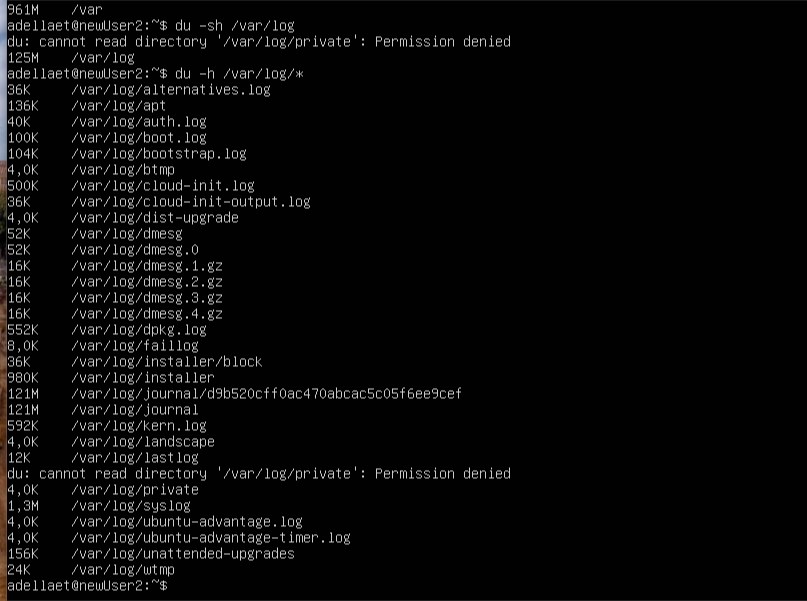 961M    /var
adellaet@newUser2:~$ du -sh /var/log
du: cannot read directory '/var/log/private': Permission denied
125M    /var/log
adellaet@newUser2:~$ du -h /var/log/*
36K     /var/log/alternatives.log
136K    /var/log/apt
40K     /var/log/auth.log
100K    /var/log/boot.log
104K    /var/log/bootstrap.log
4,0K    /var/log/btmp
500K    /var/log/cloud-init.log
36K     /var/log/cloud-init-output.log
4,0K    /var/log/dist-upgrade
52K     /var/log/dmesg
52K     /var/log/dmesg.0
16K     /var/log/dmesg.1.gz
16K     /var/log/dmesg.2.gz
16K     /var/log/dmesg.3.gz
16K     /var/log/dmesg.4.gz
552K    /var/log/dpkg.log
8,0K    /var/log/faillog
36K     /var/log/installer/block
980K    /var/log/installer
121M    /var/log/journal/d9b520cff0ac470abcac5c05f6ee9cef
121M    /var/log/journal
592K    /var/log/kern.log
4,0K    /var/log/landscape
12K     /var/log/lastlog
du: cannot read directory '/var/log/private': Permission denied
4,0K    /var/log/private
1,3M    /var/log/syslog
4,0K    /var/log/ubuntu-advantage.log
4,0K    /var/log/ubuntu-advantage-timer.log
156K    /var/log/unattended-upgrades
24K     /var/log/wtmp
adellaet@newUser2:~$